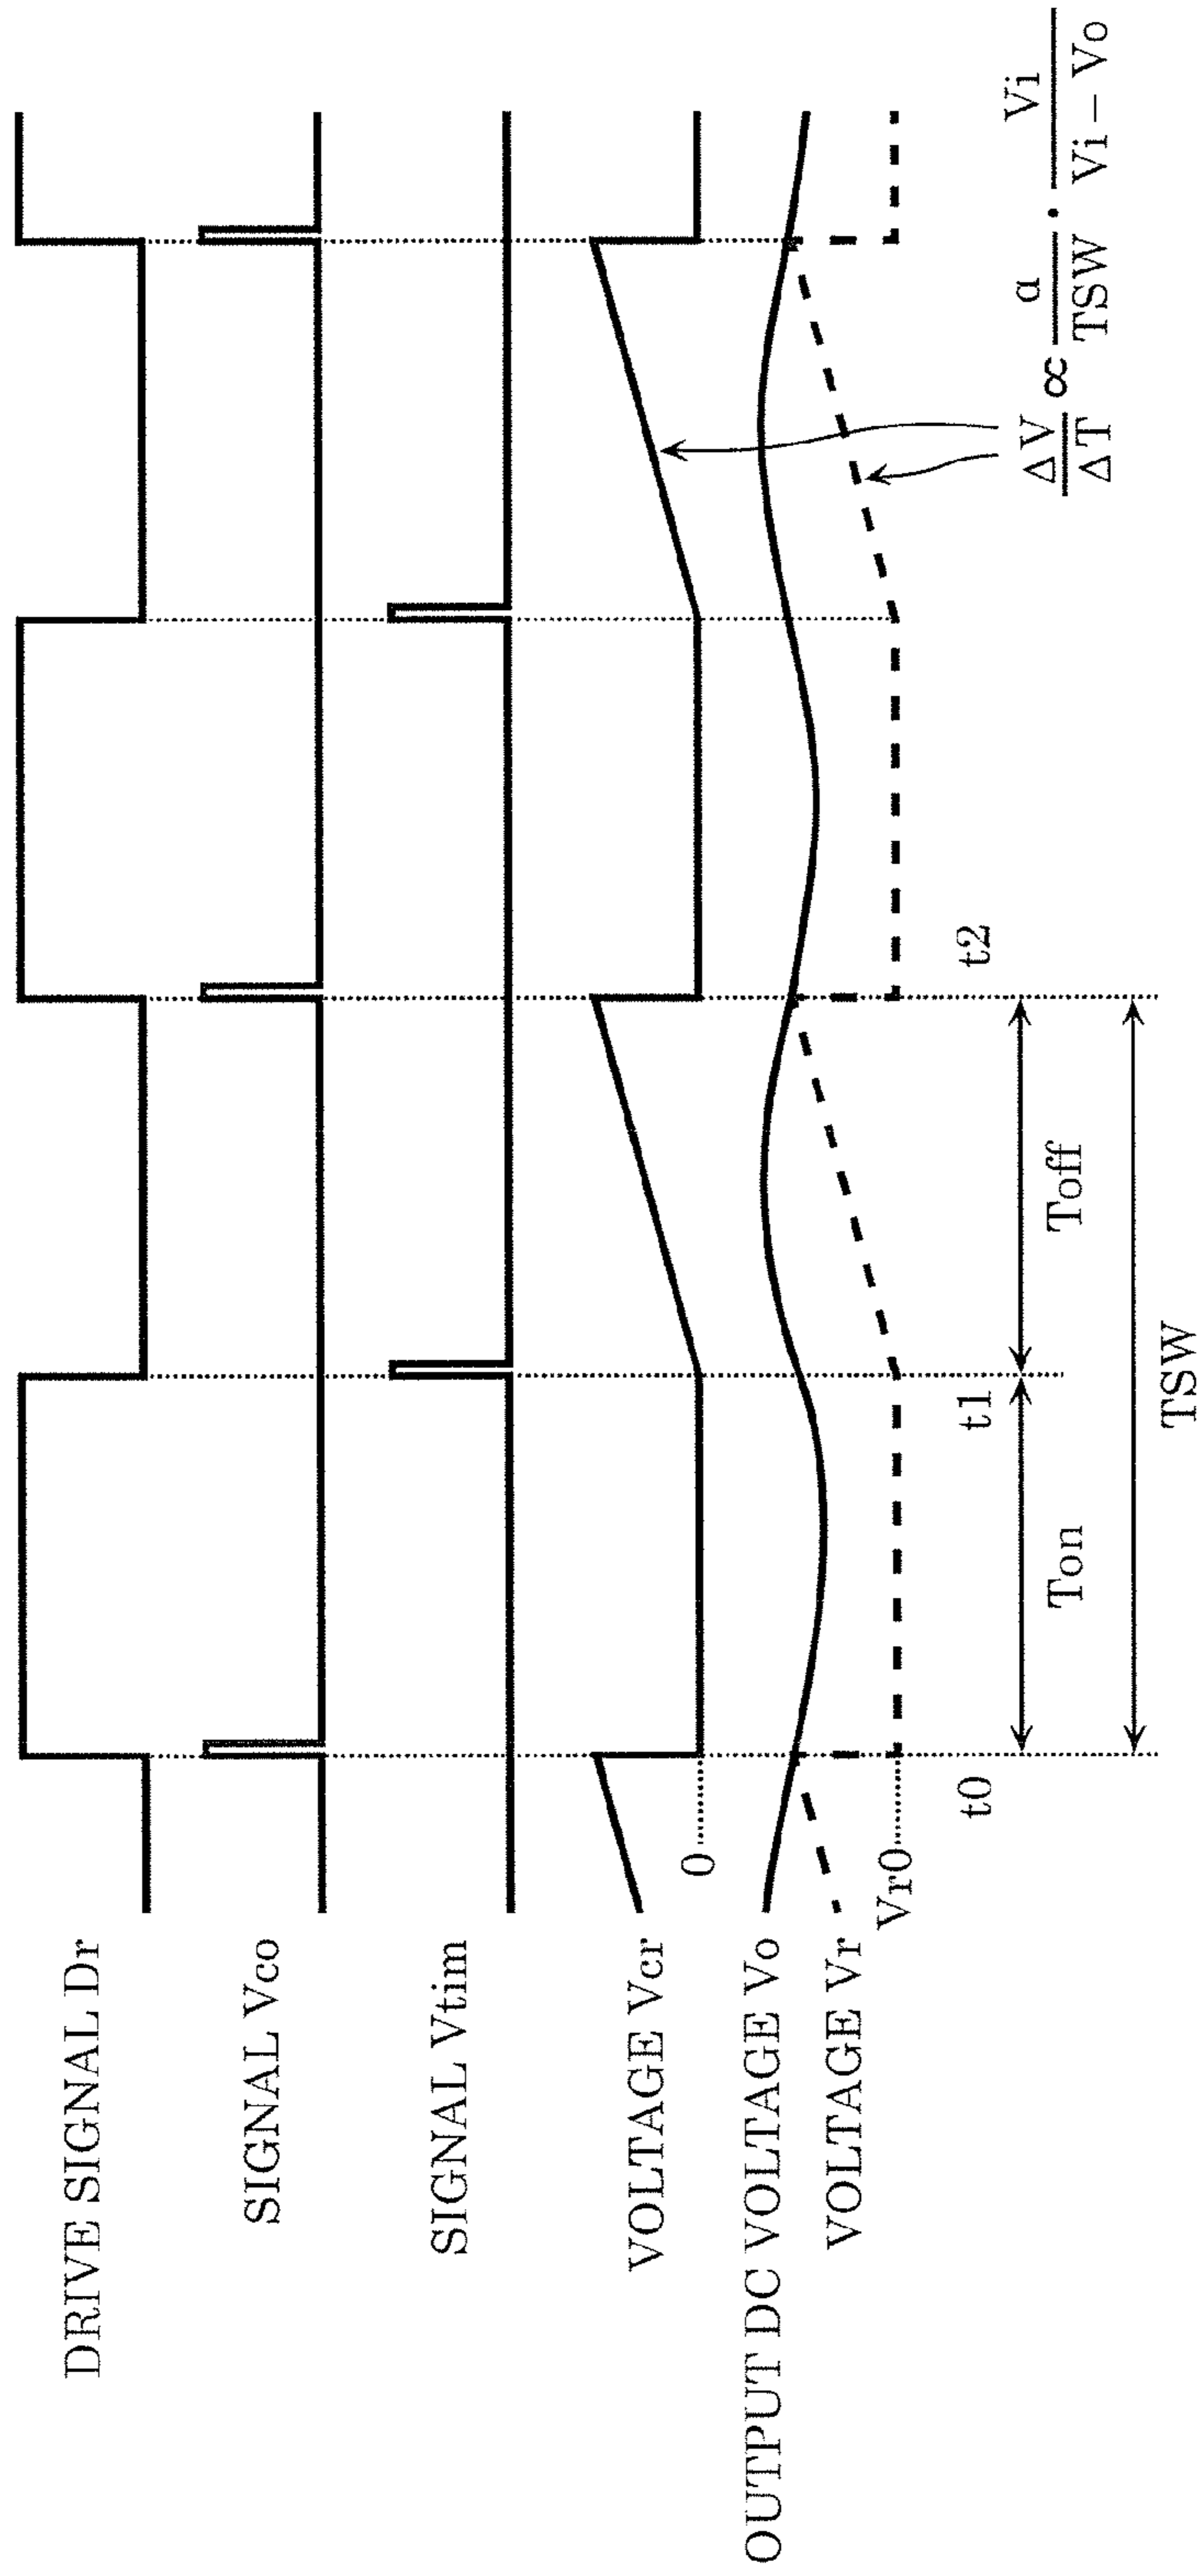 DRIVE SIGNAL Dr
SIGNAL Vco
SIGNAL Vtim
VOLTAGE Vcr
0
OUTPUT DC VOLTAGE Vo
VOLTAGE Vr
Vr0
t0
t1
t2
Ton
Toff
TSW
ΔV/ΔT ∝ a/TSW · Vi/Vi − Vo